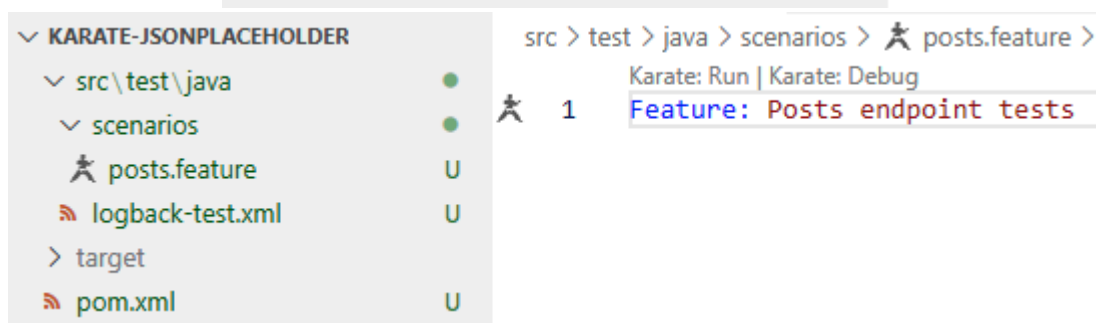 KARATE-JSONPLACEHOLDER
src\test\java
scenarios
posts.feature U
logback-test.xml U
target
pom.xml U
src > test > java > scenarios > posts.feature >
Karate: Run | Karate: Debug
1 Feature: Posts endpoint tests